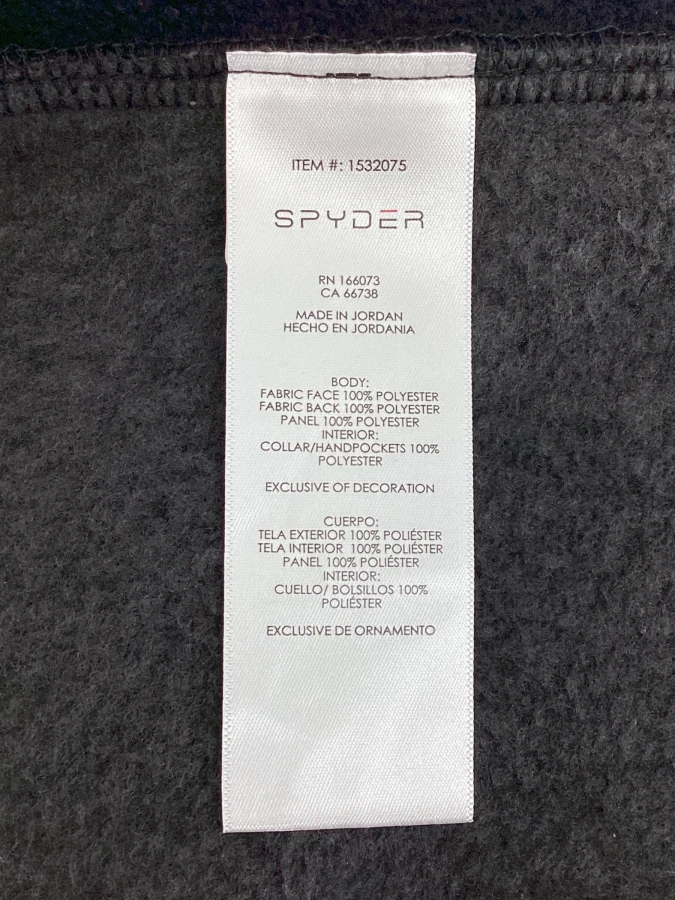 ITEM #: 1532075
SPYDER
RN 166073
CA 66738
MADE IN JORDAN
HECHO EN JORDANIA
BODY:
FABRIC FACE 100% POLYESTER
FABRIC BACK 100% POLYESTER
PANEL 100% POLYESTER
INTERIOR:
COLLAR/HANDPOCKETS 100%
POLYESTER
EXCLUSIVE OF DECORATION
CUERPO:
TELA EXTERIOR 100% POLIÉSTER
TELA INTERIOR 100% POLIÉSTER
PANEL 100% POLIÉSTER
INTERIOR:
CUELLO/ BOLSILLOS 100%
POLIÉSTER
EXCLUSIVE DE ORNAMENTO